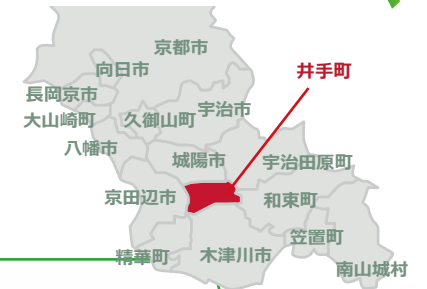 京都市
向日市
井手町
長岡京市
大山崎町
久御山町
宇治市
八幡市
城陽市
宇治田原町
京田辺市
和束町
笠置町
精華町
木津川市
南山城村